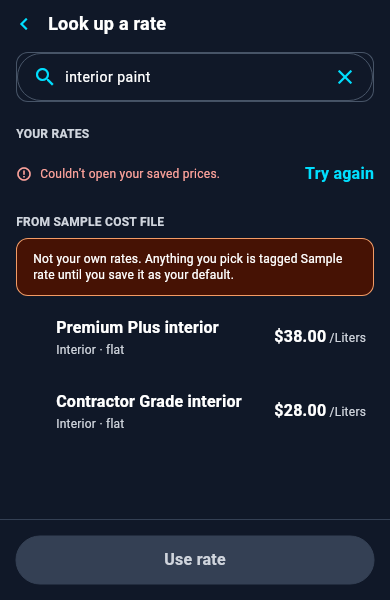 Look up a rate
interior paint
YOUR RATES
Couldn't open your saved prices.
Try again
FROM SAMPLE COST FILE
Not your own rates. Anything you pick is tagged Sample
rate until you save it as your default.
Premium Plus interior
$38.00 /Liters
Interior · flat
Contractor Grade interior
$28.00 /Liters
Interior · flat
Use rate